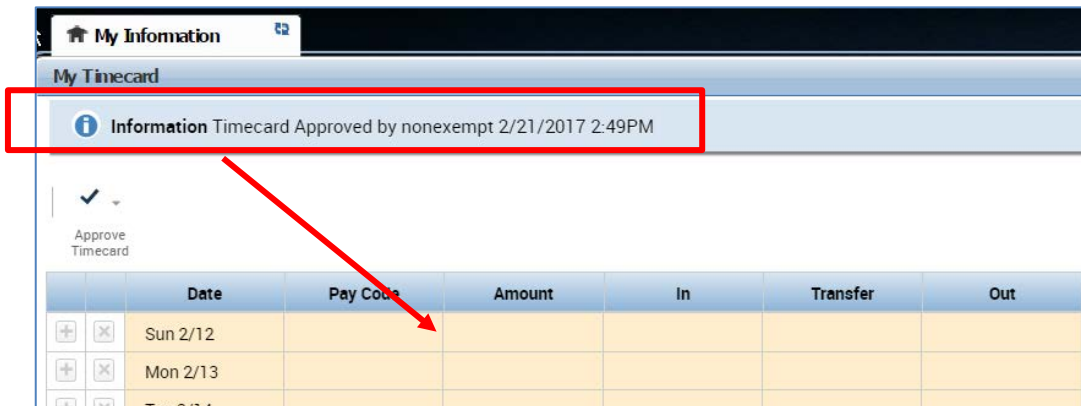 My Information
My Timecard
Information Timecard Approved by nonexempt 2/21/2017 2:49PM
Approve
Timecard
Date Pay Code Amount In Transfer Out
Sun 2/12
Mon 2/13